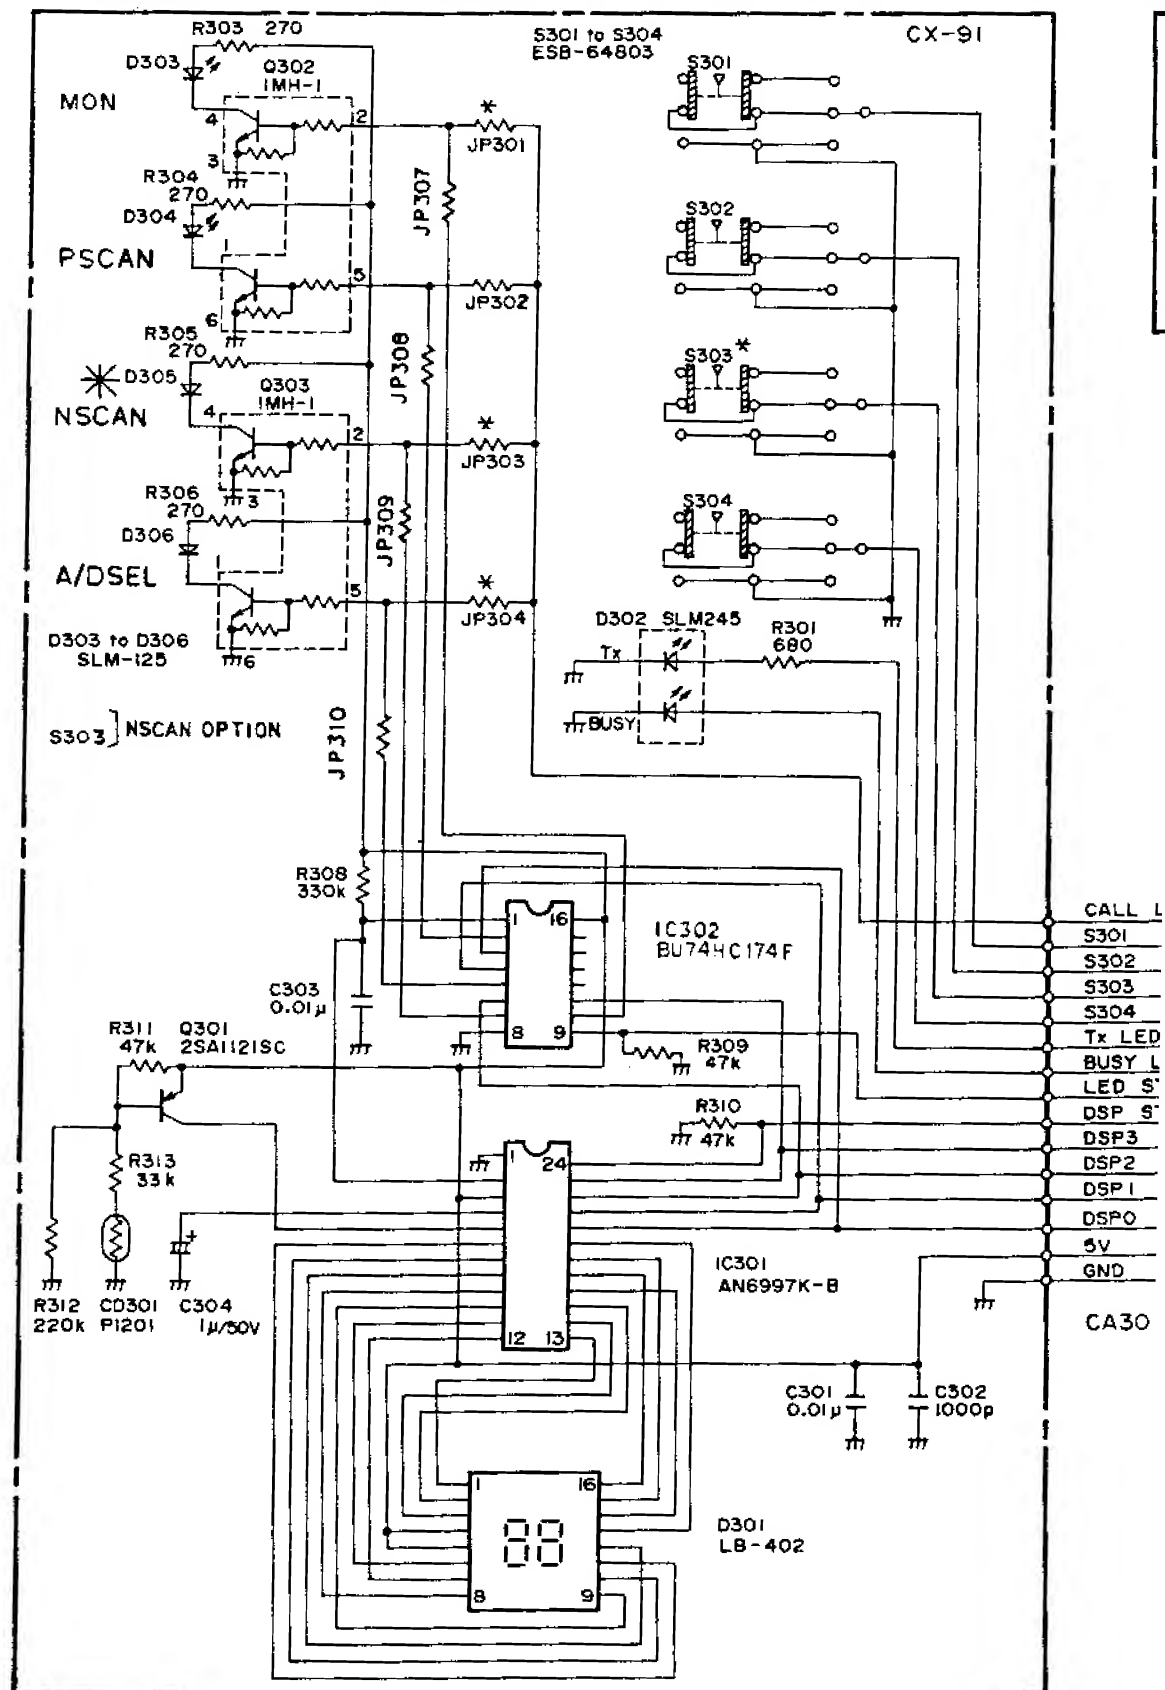 R303 270
D303
Q302
IMH-1
MON
4
2
3
*
JP301
R304
270
D304
PSCAN
5
6
JP302
JP307
R305
270
D305
NSCAN
Q303
IMH-1
4
2
3
*
JP303
JP308
R306
270
D306
A/DSEL
5
6
*
JP304
JP309
D303 to D306
SLM-125
S303] NSCAN OPTION
JP310
S301 to S304
ESB-64803
CX-91
S301
S302
S303*
S304
D302 SLM245
Tx
BUSY
R301
680
R308
330k
1 16
8 9
IC302
BU74HC174F
C303
0.01μ
R311
47k
Q301
2SA1121SC
R309
47k
R310
47k
R313
33k
1 24
12 13
IC301
AN6997K-B
R312
220k
CD301
P1201
C304
1μ/50V
+
C301
0.01μ
C302
1000p
1 16
88
8 9
D301
LB-402
CALL L
S301
S302
S303
S304
Tx LED
BUSY L
LED S
DSP S
DSP3
DSP2
DSP1
DSP0
5V
GND
CA30